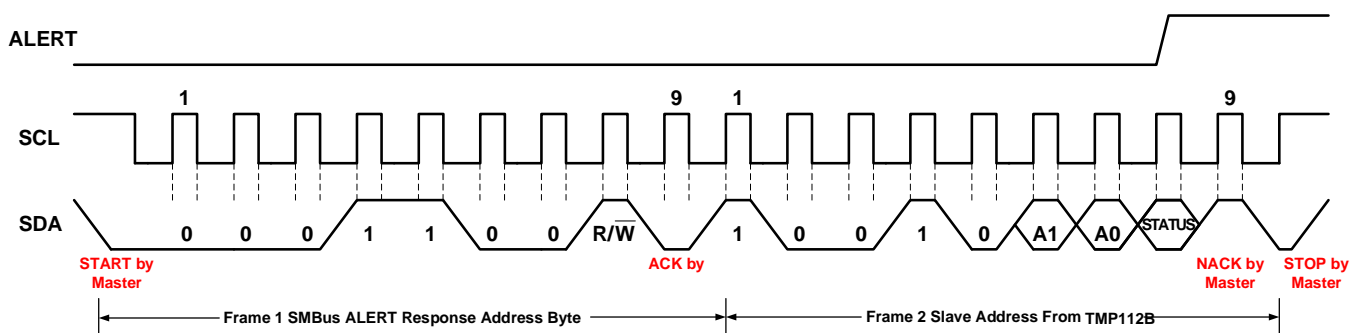 ALERT
1 9 1 9
SCL
SDA
0 0 0 1 1 0 0 R/W̅ 1 0 0 1 0 A1 A0 STATUS
START by
Master
ACK by
NACK by
Master
STOP by
Master
Frame 1 SMBus ALERT Response Address Byte
Frame 2 Slave Address From TMP112B